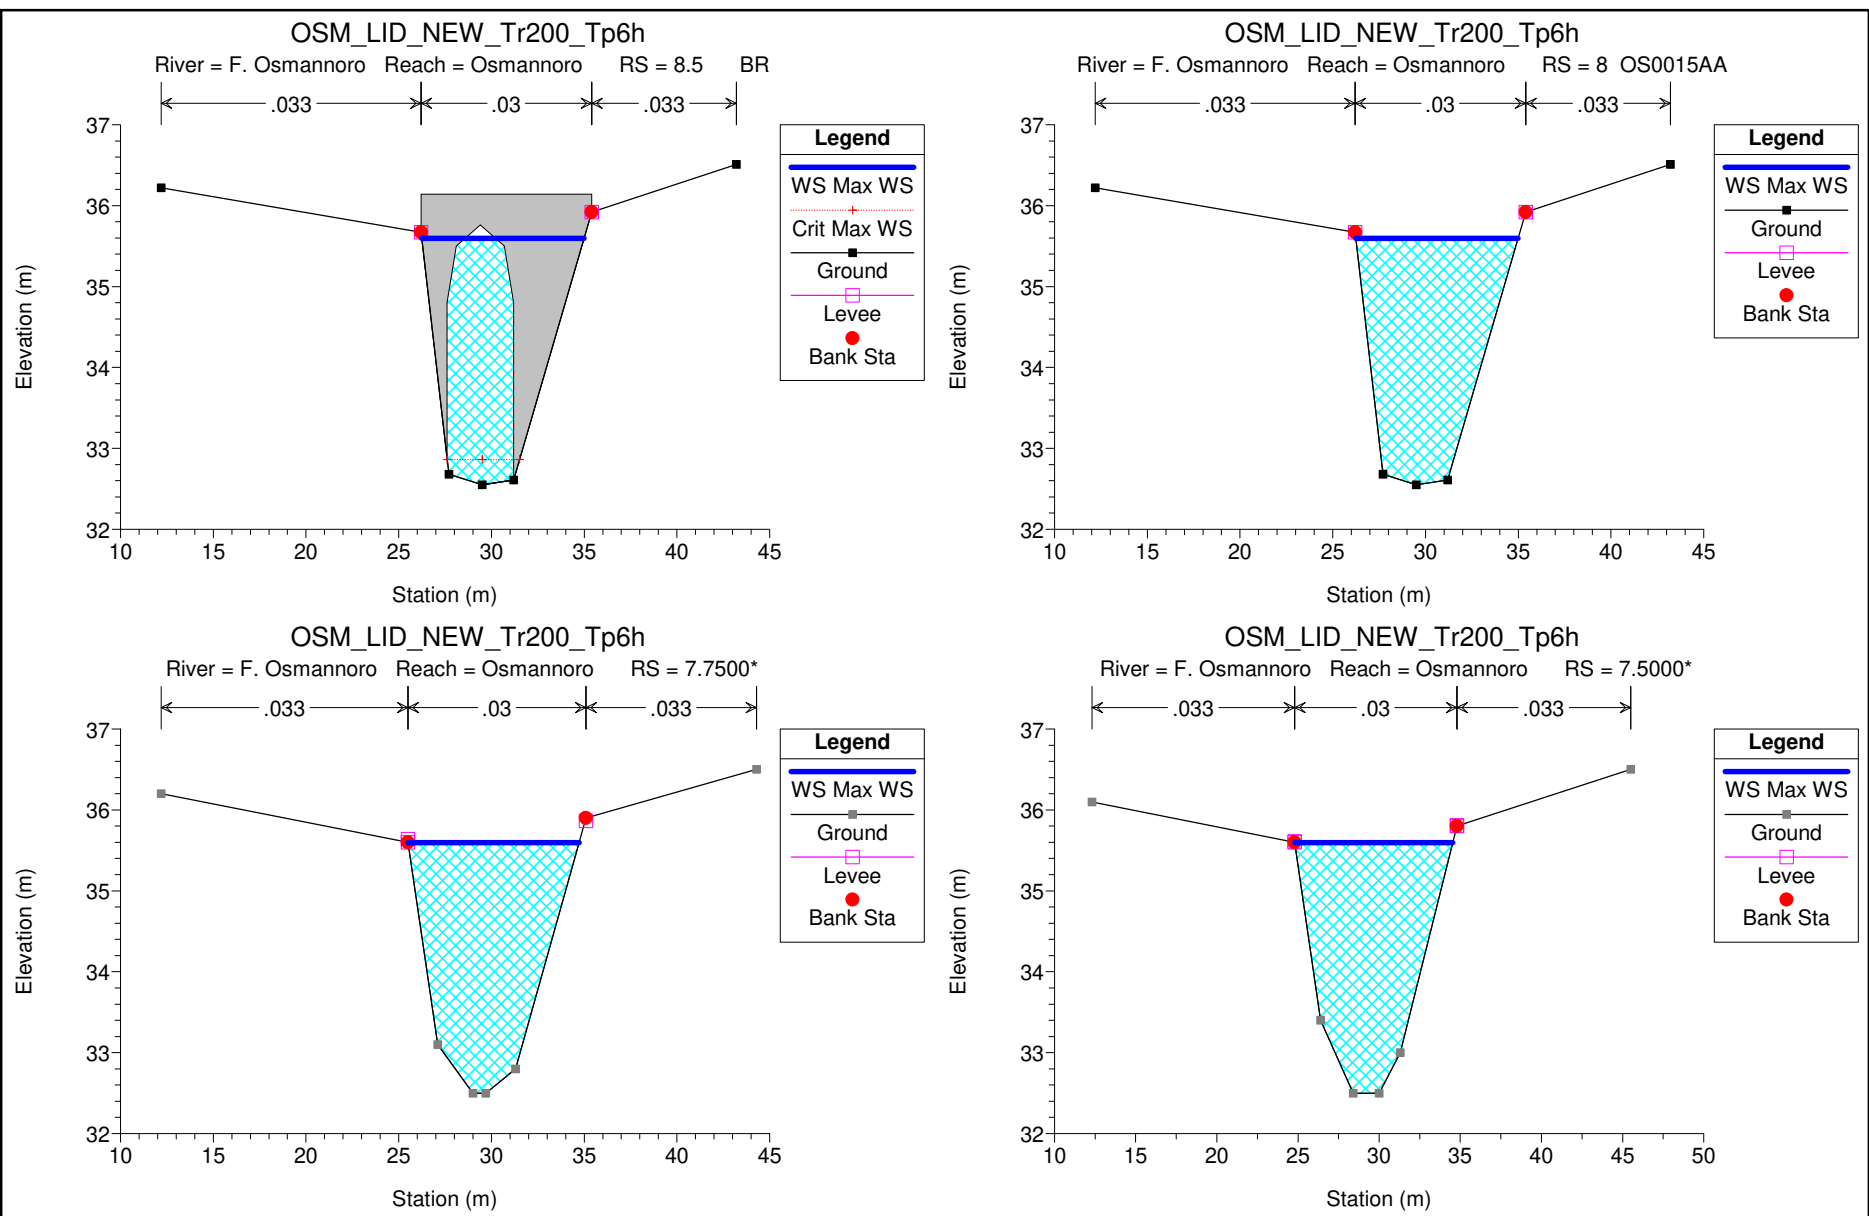 OSM_LID_NEW_Tr200_Tp6h
River = F. Osmannoro Reach = Osmannoro RS = 8.5 BR
.033 .03 .033
37
36
35
34
33
32
Elevation (m)
10 15 20 25 30 35 40 45
Station (m)
Legend
WS Max WS
Crit Max WS
Ground
Levee
Bank Sta
OSM_LID_NEW_Tr200_Tp6h
River = F. Osmannoro Reach = Osmannoro RS = 8 OS0015AA
.033 .03 .033
37
36
35
34
33
32
Elevation (m)
10 15 20 25 30 35 40 45
Station (m)
Legend
WS Max WS
Ground
Levee
Bank Sta
OSM_LID_NEW_Tr200_Tp6h
River = F. Osmannoro Reach = Osmannoro RS = 7.7500*
.033 .03 .033
37
36
35
34
33
32
Elevation (m)
10 15 20 25 30 35 40 45
Station (m)
Legend
WS Max WS
Ground
Levee
Bank Sta
OSM_LID_NEW_Tr200_Tp6h
River = F. Osmannoro Reach = Osmannoro RS = 7.5000*
.033 .03 .033
37
36
35
34
33
32
Elevation (m)
10 15 20 25 30 35 40 45 50
Station (m)
Legend
WS Max WS
Ground
Levee
Bank Sta